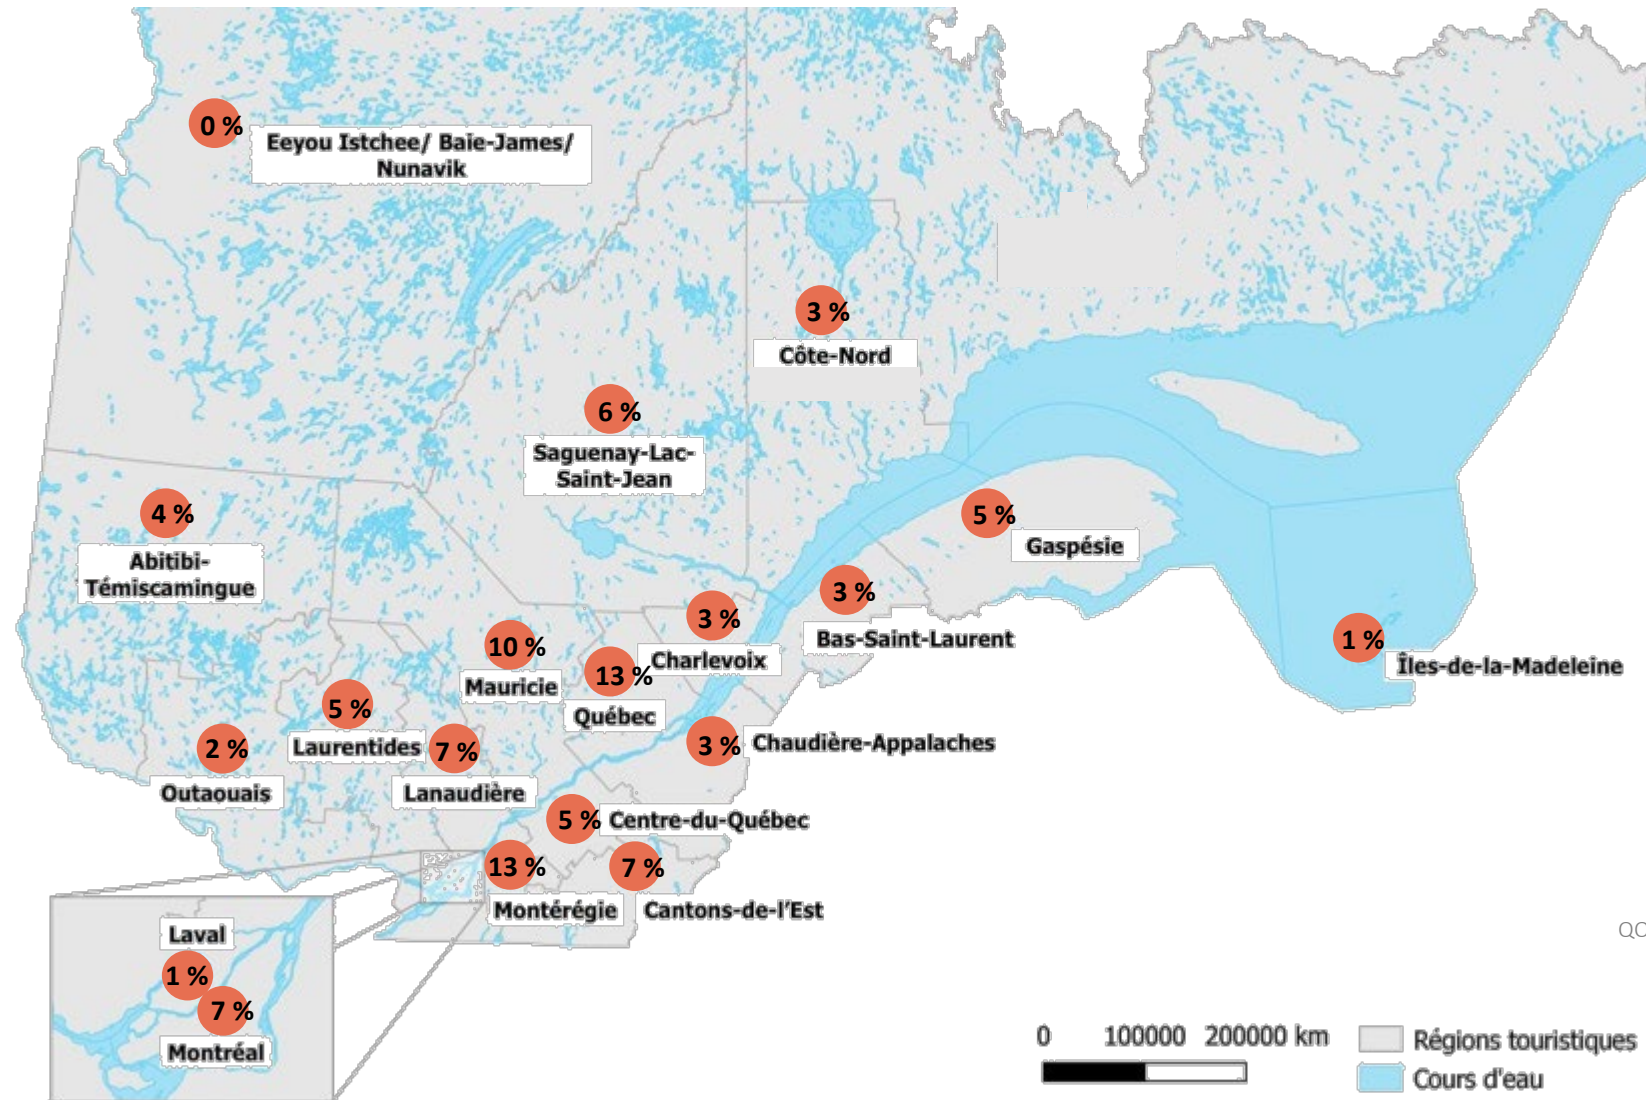 0 %
Eeyou Istchee/ Baie-James/
Nunavik
3 %
Côte-Nord
6 %
Saguenay-Lac-
Saint-Jean
4 %
Abitibi-
Témiscamingue
5 %
Gaspésie
3 %
Bas-Saint-Laurent
3 %
Charlevoix
1 %
Îles-de-la-Madeleine
10 %
Mauricie
13 %
Québec
5 %
Laurentides
7 %
Lanaudière
2 %
Outaouais
3 %
Chaudière-Appalaches
5 %
Centre-du-Québec
13 %
Montérégie
7 %
Cantons-de-l'Est
Laval
1 %
7 %
Montréal
0 100000 200000 km
Régions touristiques
Cours d'eau